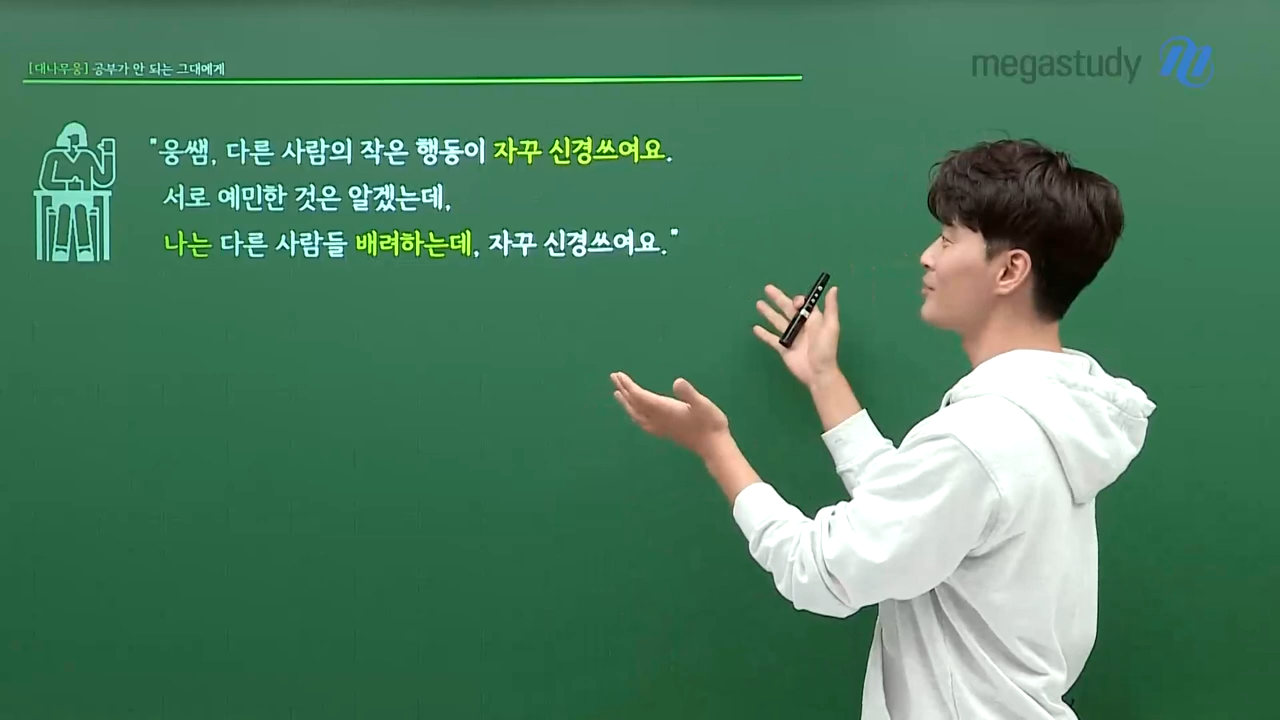 [대나무웅] 공부가 안 되는 그대에게
megastudy
"웅쌤, 다른 사람의 작은 행동이 자꾸 신경쓰여요.
서로 예민한 것은 알겠는데,
나는 다른 사람들 배려하는데, 자꾸 신경쓰여요."